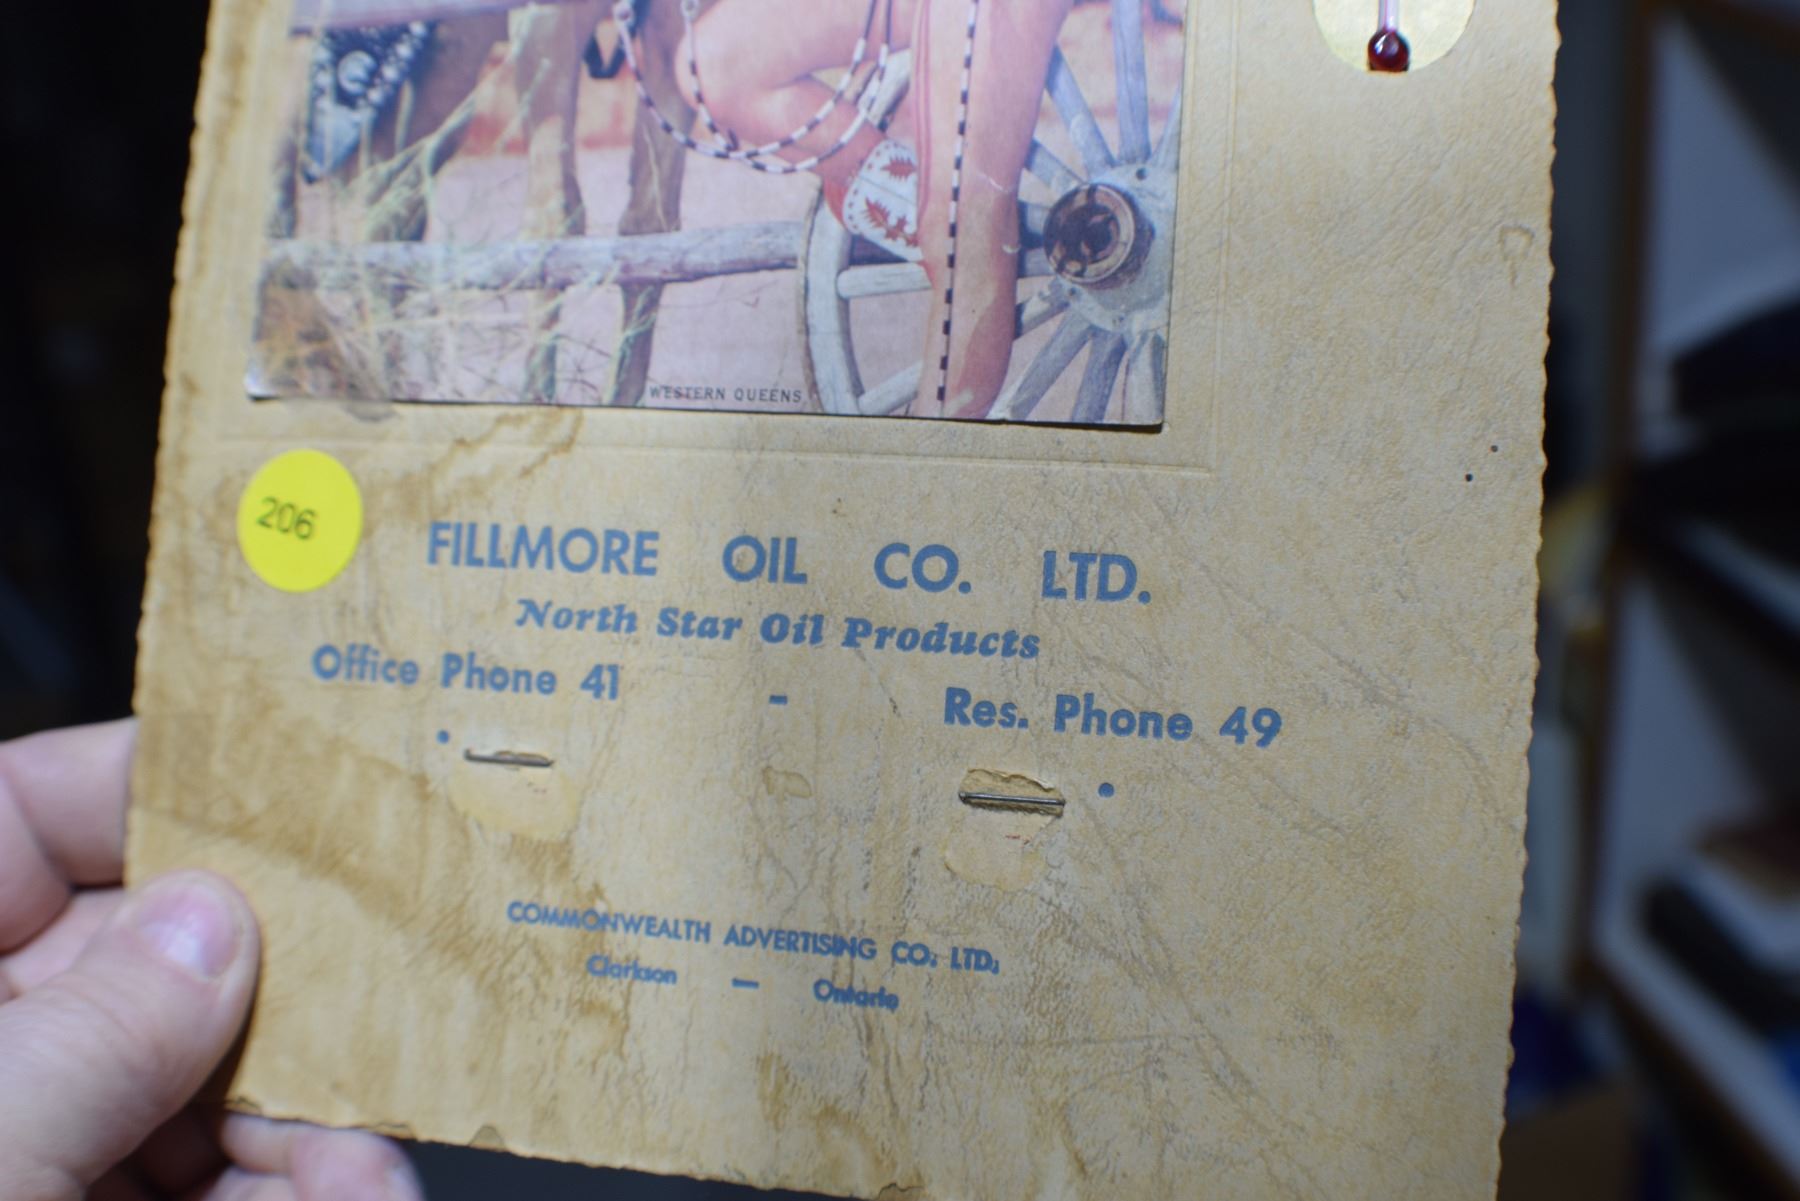 WESTERN QUEENS
206
FILLMORE OIL CO. LTD.
North Star Oil Products
Office Phone 41 - Res. Phone 49
COMMONWEALTH ADVERTISING CO. LTD.
Clarkson — Ontario